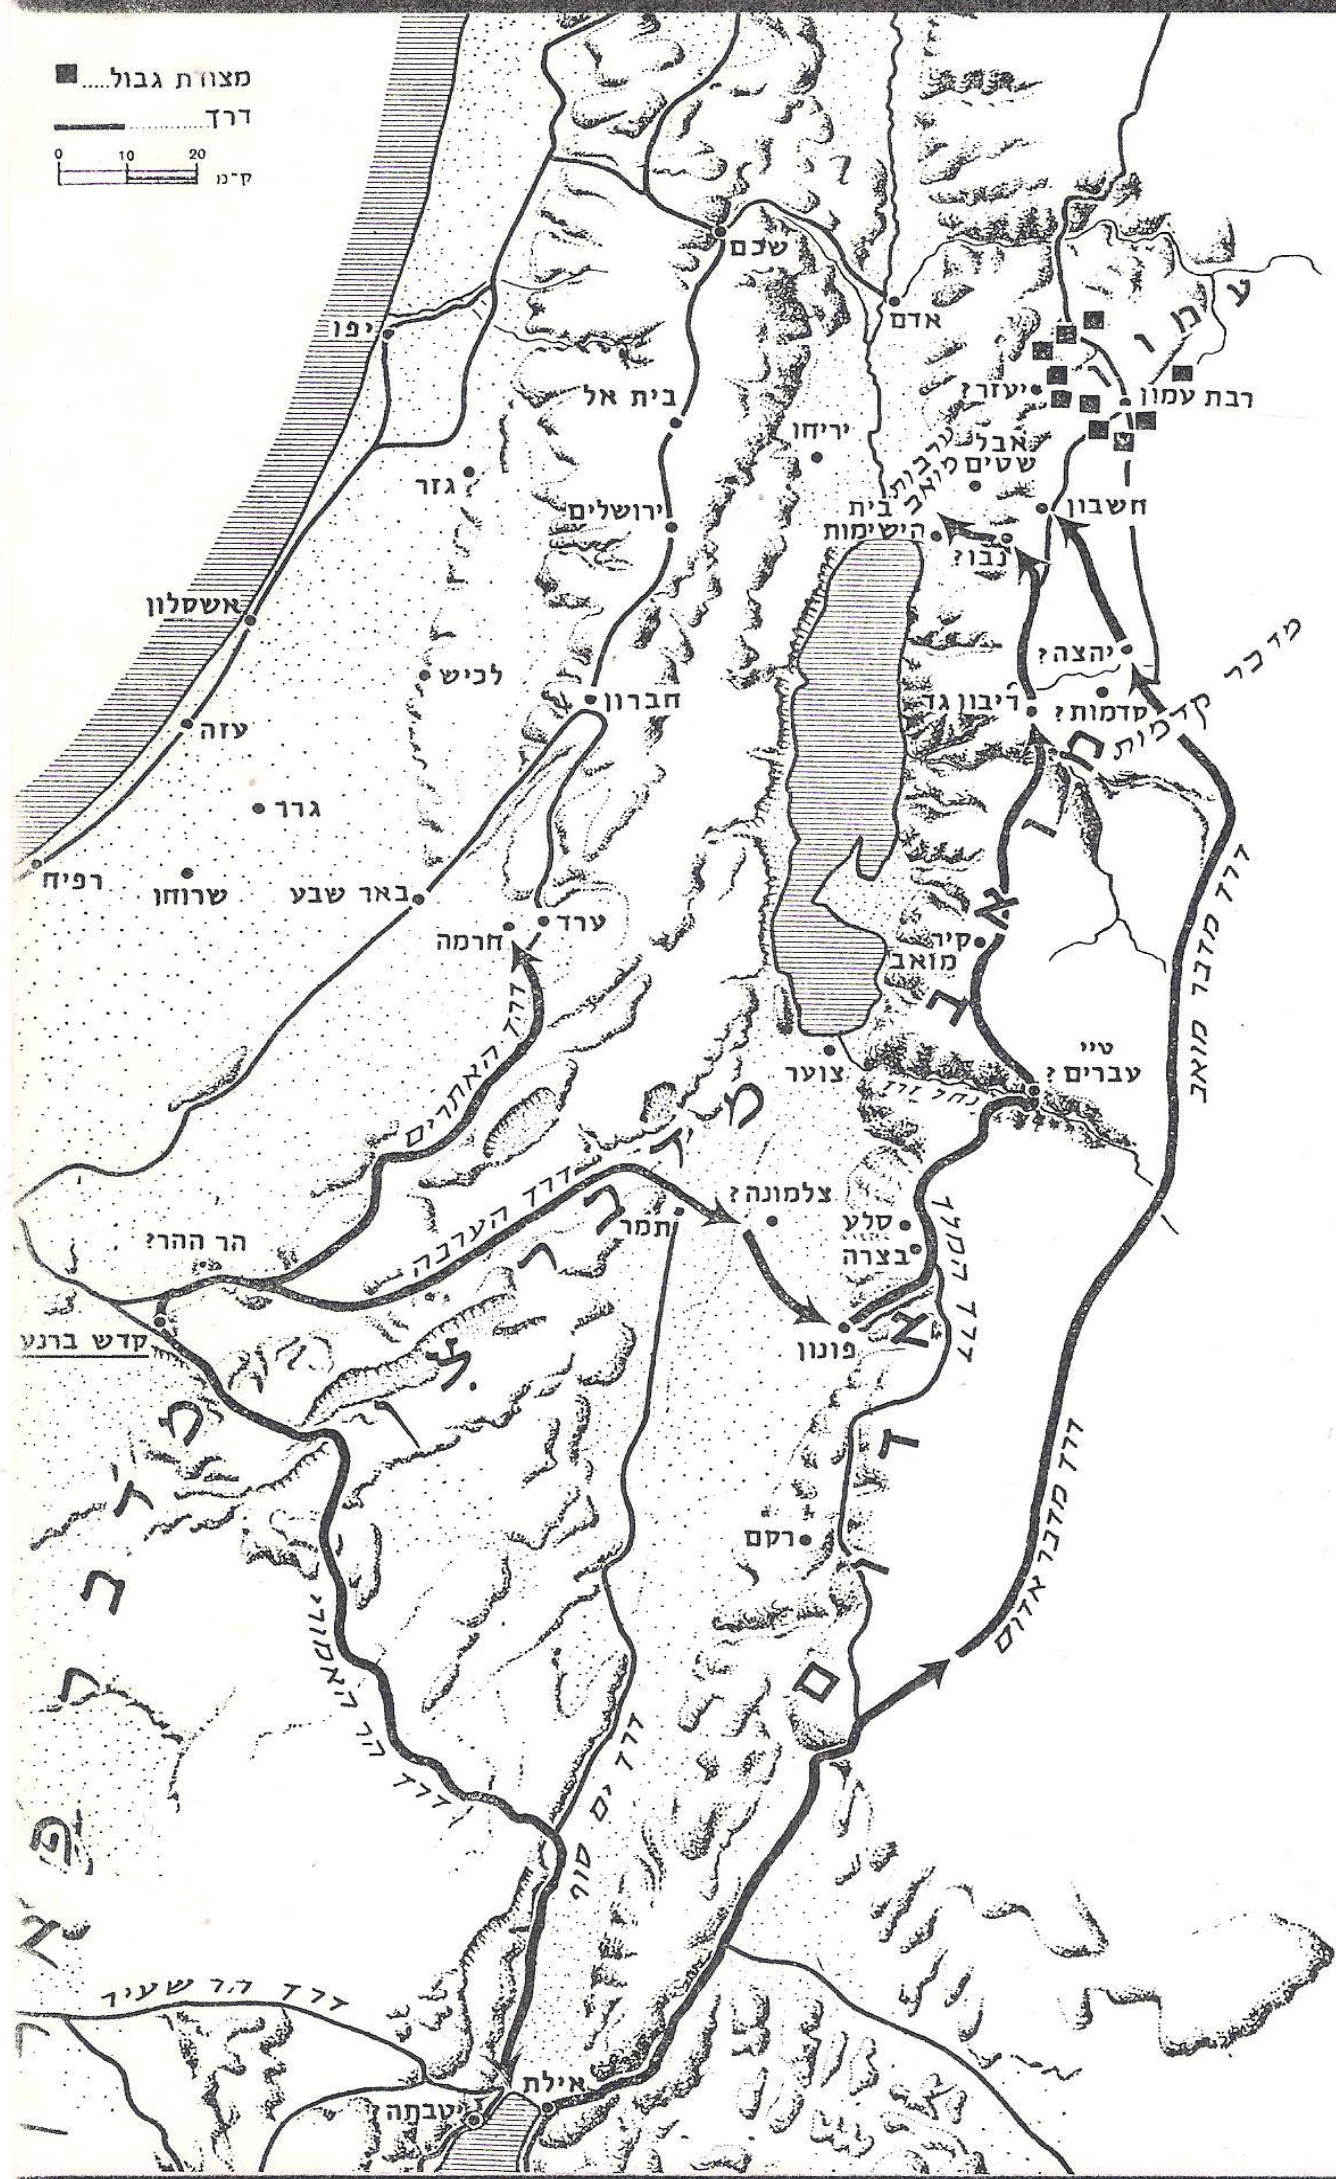 מצודת גבול.....
דרך............
0 10 20
ק״מ
שכם
אדם
יפו
בית אל
יעזר?
עמון
רבת עמון
יריחו
אבל
שטים
ערבות
מואב
גזר
ירושלים
בית
הישימות
חשבון
נבו?
אשקלון
יהצה?
מדבר קדמות
לכיש
חברון
דיבון גד
קדמות?
עזה
גרר
מואב
רפיח
שרוחן
באר שבע
ערד
חרמה
קיר
מואב
דרך מדבר מואב
דרך האתרים
צוער
עיי
עברים?
נחל זרד
מדבר צין
דרך הערבה
צלמונה?
תמר
סלע
בצרה
דרך המלך
הר ההר?
קדש ברנע
פונון
אדום
רקם
דרך מדבר אדום
דרך הר האמורי
דרך ים סוף
מדבר פארן
דרך הר שעיר
אילת
יטבתה?